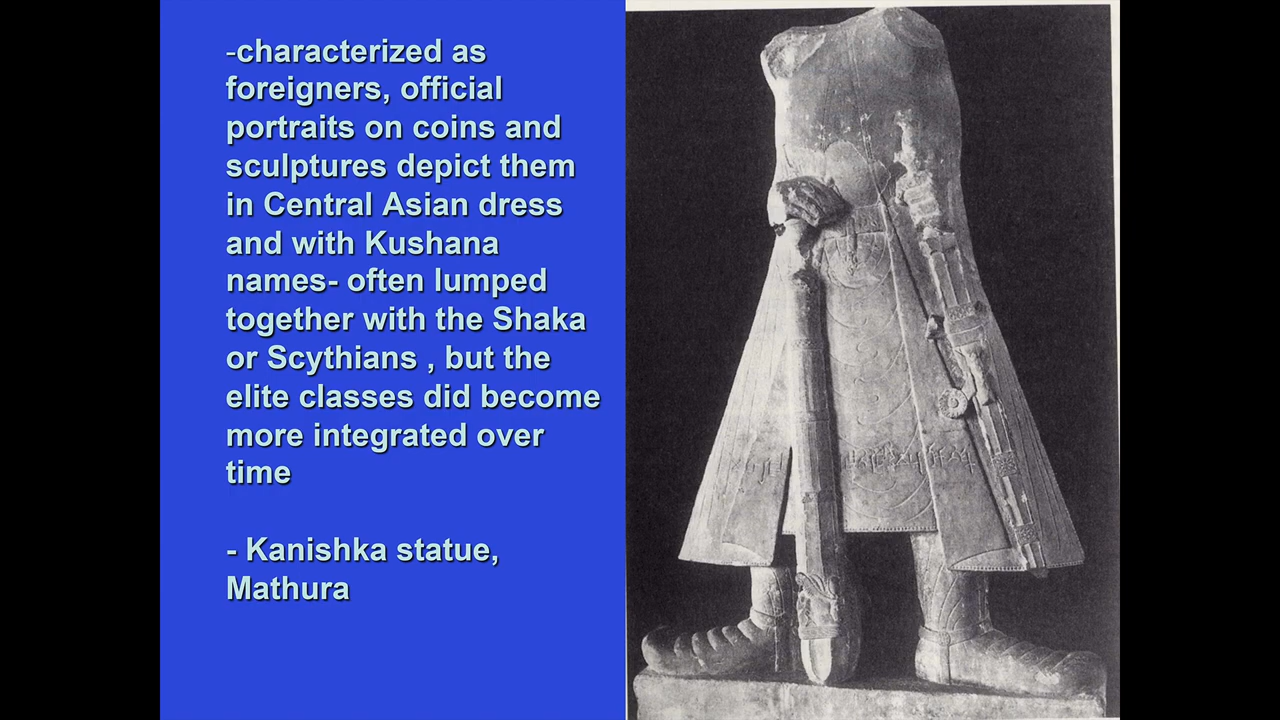 -characterized as
foreigners, official
portraits on coins and
sculptures depict them
in Central Asian dress
and with Kushana
names- often lumped
together with the Shaka
or Scythians , but the
elite classes did become
more integrated over
time
- Kanishka statue,
Mathura